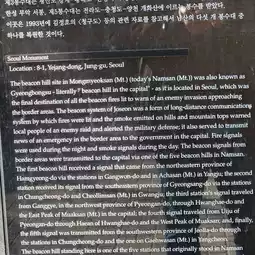 한성 부약 서봉, 제5봉수대는 전라도-충청도-양천 개화산에서 이르는 봉수를 받았다.
이곳은 1993년에 김정호의 《청구도》 등의 관련 자료를 참고해서 남산의 다섯 개 봉수대 중
하나를 복원한 것이다.
Seoul Monument
Location : 8-1, Yejang-dong, Jung-gu, Seoul
The beacon hill site in Mongmyeoksan (Mt.) (today's Namsan (Mt.)) was also known as
Gyeongbongsu - literally " beacon hill in the capital" - as it is located in Seoul, which was
the final destination of all the beacon fires lit to warn of an enemy invasion approaching
the border areas. The beacon system of Joseon was a form of long-distance communications
system by which fires were lit and the smoke emitted on hills and mountain tops warned
local people of an enemy raid and alerted the military defense; it also served to transmit
news of an emergency in the border area to the government in the capital. Fire signals
were used during the night and smoke signals during the day. The beacon signals from
border areas were transmitted to the capital via one of the five beacon hills in Namsan.
The first beacon hill received a signal that came from the northeastern province of
Hamgyeong-do via the stations in Gangwon-do and in Achasan (Mt.) in Yangju; the second
station received its signal from the southeastern province of Gyeongsang-do via the stations
in Chungcheong-do and Cheollimsan (Mt.) in Gwangju; the third station's signal traveled
from Ganggye, in the northwest province of Pyeongan-do, through Hwanghae-do and
the East Peak of Muaksan (Mt.) in the capital; the fourth signal traveled from Uiju of
Pyeongan-do through Haean of Hwanghae-do and the West Peak of Muaksan; and, finally,
the fifth signal was transmitted from the southwestern province of Jeolla-do through
the stations in Chungcheong-do and the one on Gaehwasan (Mt.) in Yangcheon.
The beacon hill standing here is one of the five stations that originally stood in Namsan